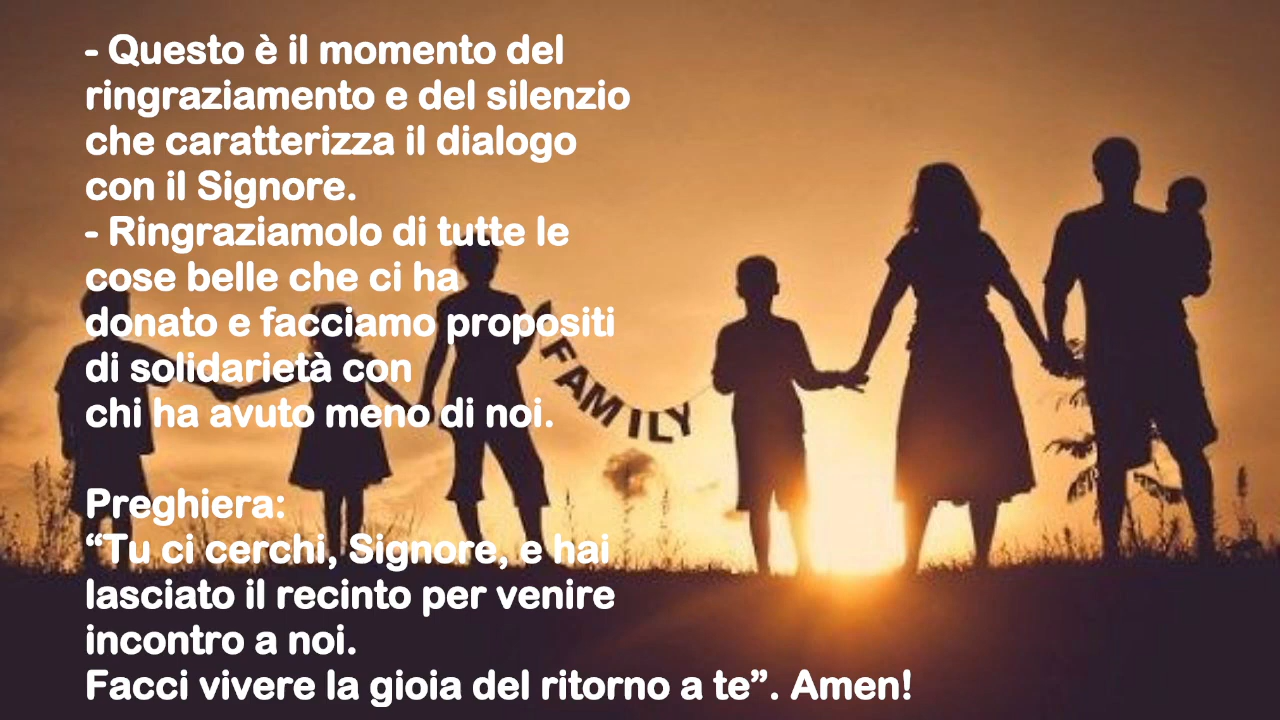 - Questo è il momento del
ringraziamento e del silenzio
che caratterizza il dialogo
con il Signore.
- Ringraziamolo di tutte le
cose belle che ci ha
donato e facciamo propositi
di solidarietà con
chi ha avuto meno di noi.
FAMILY
Preghiera:
“Tu ci cerchi, Signore, e hai
lasciato il recinto per venire
incontro a noi.
Facci vivere la gioia del ritorno a te”. Amen!